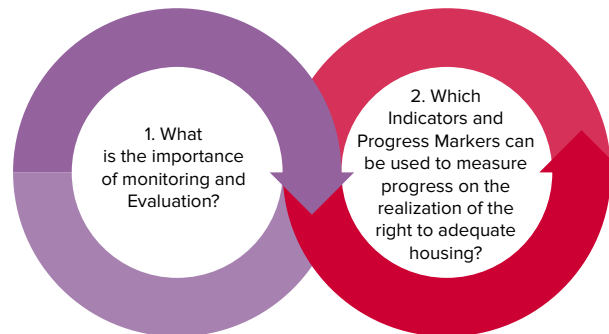 1. What
is the importance
of monitoring and
Evaluation?
2. Which
Indicators and
Progress Markers can
be used to measure
progress on the
realization of the
right to adequate
housing?